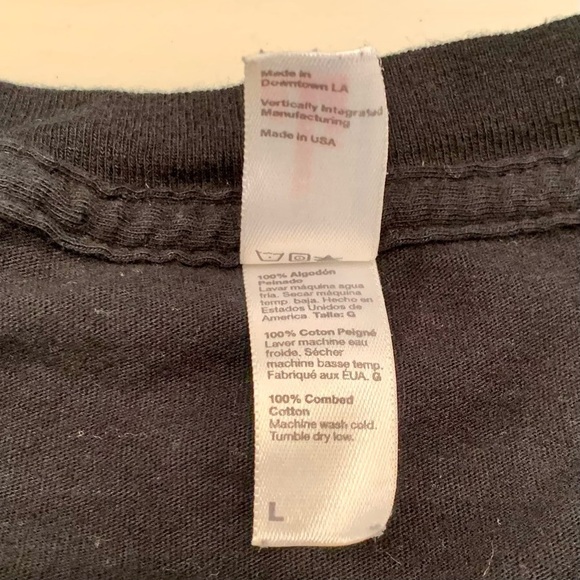 Made in
Downtown LA
Vertically Integrated
Manufacturing
Made in USA
100% Algodón
Peinado
Lavar máquina agua
fria. Secar máquina
temp. baja. Hecho en
Estados Unidos de
America Talla: G
100% Coton Peigné
Laver machine eau
froide. Sécher
machine basse temp.
Fabriqué aux ÉUA. G
100% Combed
Cotton
Machine wash cold.
Tumble dry low.
L